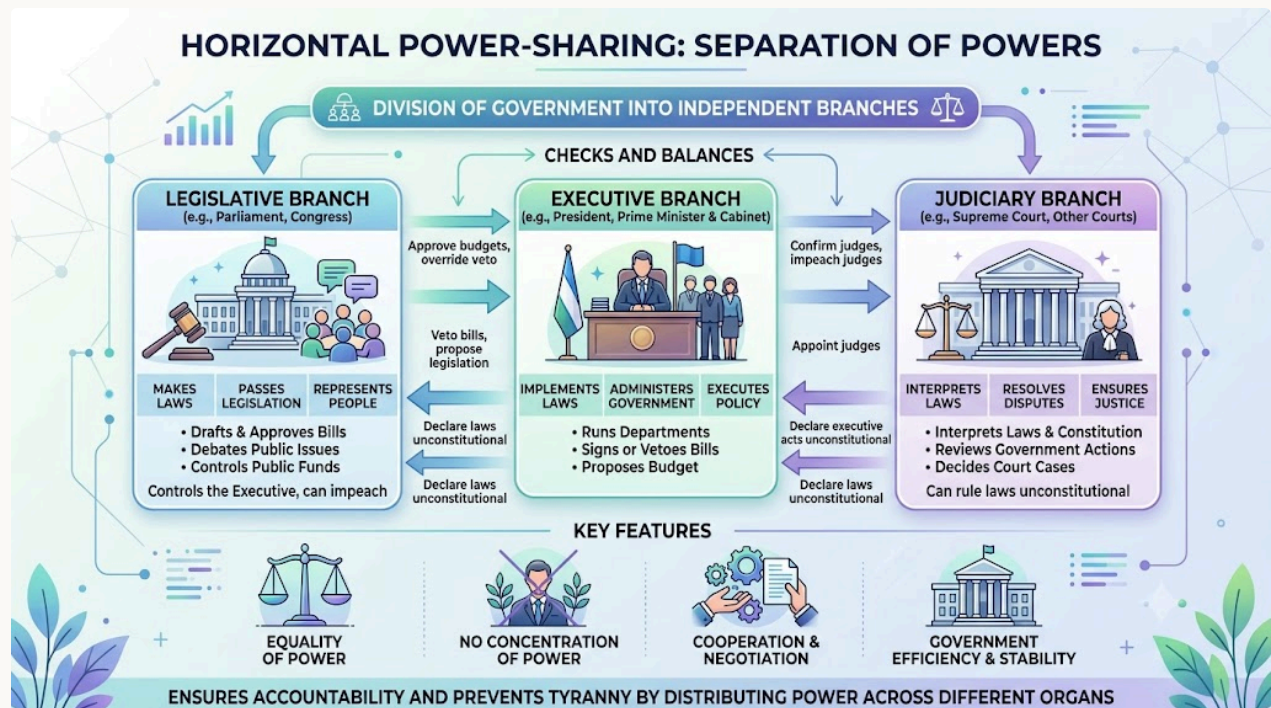 HORIZONTAL POWER-SHARING: SEPARATION OF POWERS
DIVISION OF GOVERNMENT INTO INDEPENDENT BRANCHES
CHECKS AND BALANCES
LEGISLATIVE BRANCH
(e.g., Parliament, Congress)
MAKES
LAWS
PASSES
LEGISLATION
REPRESENTS
PEOPLE
• Drafts & Approves Bills
• Debates Public Issues
• Controls Public Funds
Controls the Executive, can impeach
Approve budgets,
override veto
Veto bills,
propose
legislation
Declare laws
unconstitutional
Declare laws
unconstitutional
EXECUTIVE BRANCH
(e.g., President, Prime Minister & Cabinet)
IMPLEMENTS
LAWS
ADMINISTERS
GOVERNMENT
EXECUTES
POLICY
• Runs Departments
• Signs or Vetoes Bills
• Proposes Budget
Confirm judges,
impeach judges
Appoint judges
Declare executive
acts unconstitutional
Declare laws
unconstitutional
JUDICIARY BRANCH
(e.g., Supreme Court, Other Courts)
INTERPRETS
LAWS
RESOLVES
DISPUTES
ENSURES
JUSTICE
• Interprets Laws & Constitution
• Reviews Government Actions
• Decides Court Cases
Can rule laws unconstitutional
KEY FEATURES
EQUALITY
OF POWER
NO CONCENTRATION
OF POWER
COOPERATION &
NEGOTIATION
GOVERNMENT
EFFICIENCY & STABILITY
ENSURES ACCOUNTABILITY AND PREVENTS TYRANNY BY DISTRIBUTING POWER ACROSS DIFFERENT ORGANS